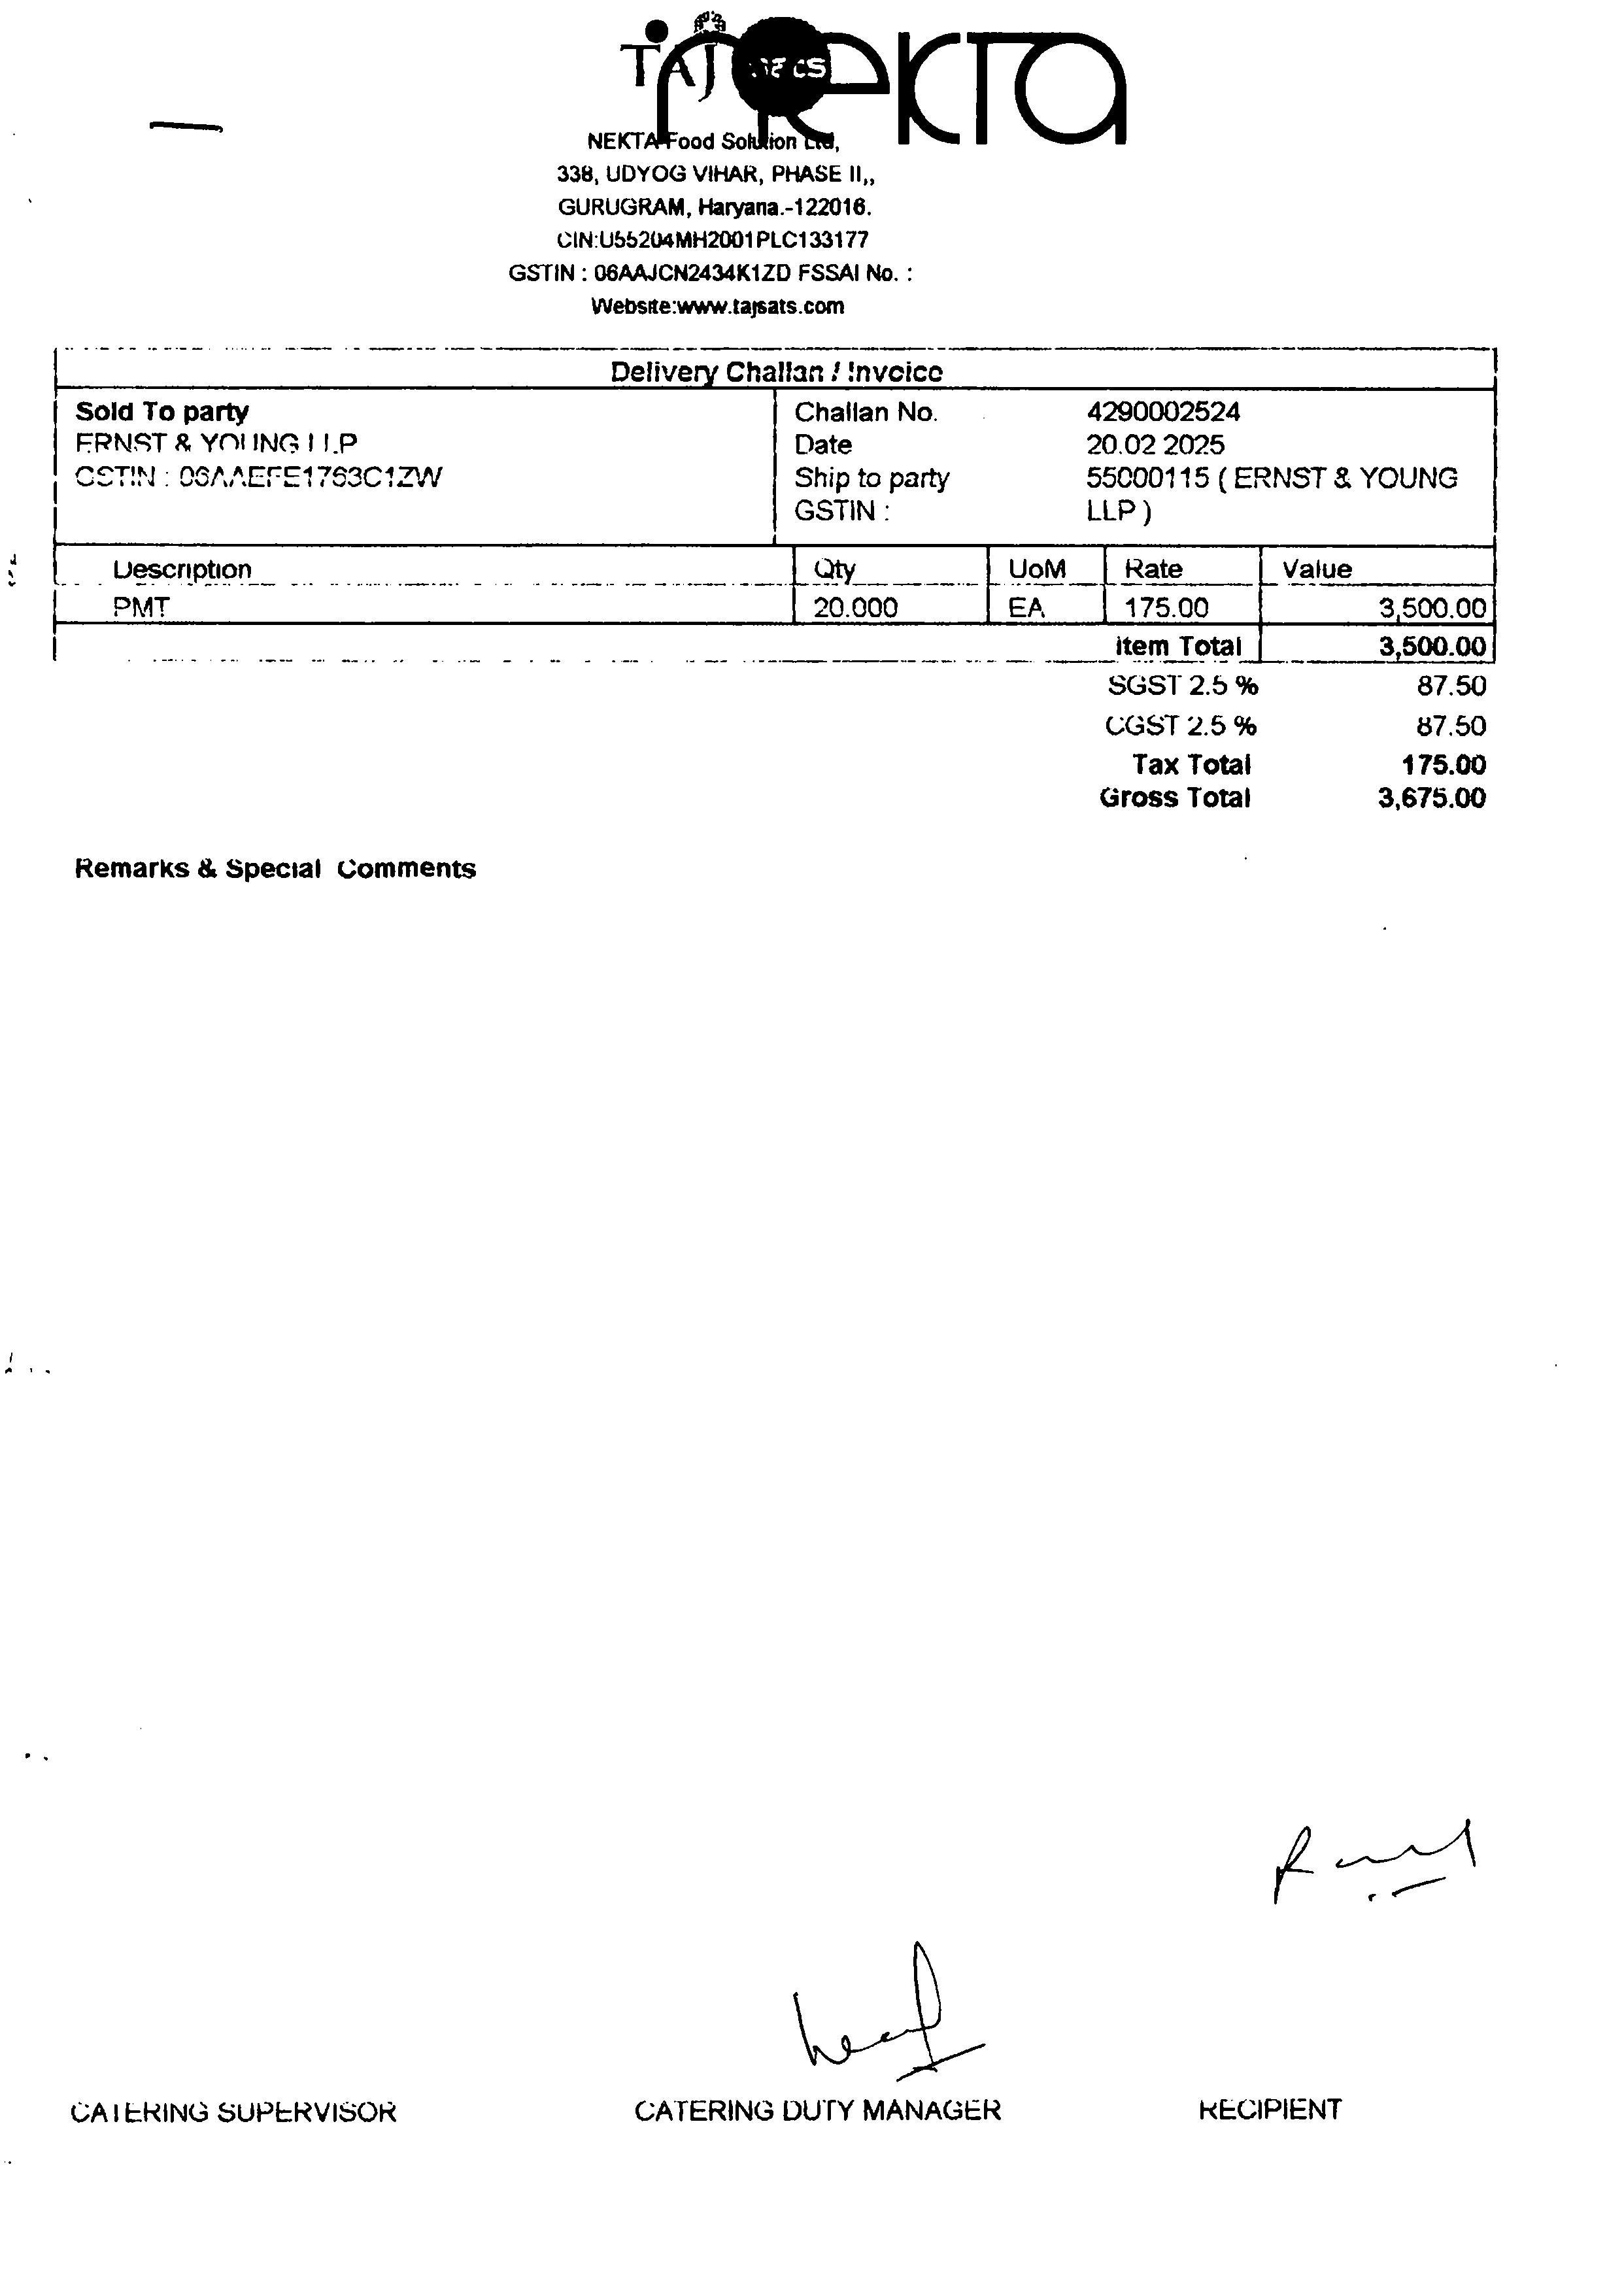 TAJ SATS
nekta
NEKTA Food Solution Ltd,
338, UDYOG VIHAR, PHASE II,,
GURUGRAM, Haryana.-122016.
CIN:U55204MH2001PLC133177
GSTIN : 06AAJCN2434K1ZD FSSAI No. :
Website:www.tajsats.com
Delivery Challan / Invoice
Sold To party
ERNST & YOUNG LLP
GSTIN : 06AAEFE1763C1ZW
Challan No. 4290002524
Date 20.02 2025
Ship to party 55000115 ( ERNST & YOUNG
GSTIN : LLP )
Description Qty UoM Rate Value
PMT 20.000 EA 175.00 3,500.00
Item Total 3,500.00
SGST 2.5 % 87.50
CGST 2.5 % 87.50
Tax Total 175.00
Gross Total 3,675.00
Remarks & Special Comments
CATERING SUPERVISOR CATERING DUTY MANAGER RECIPIENT